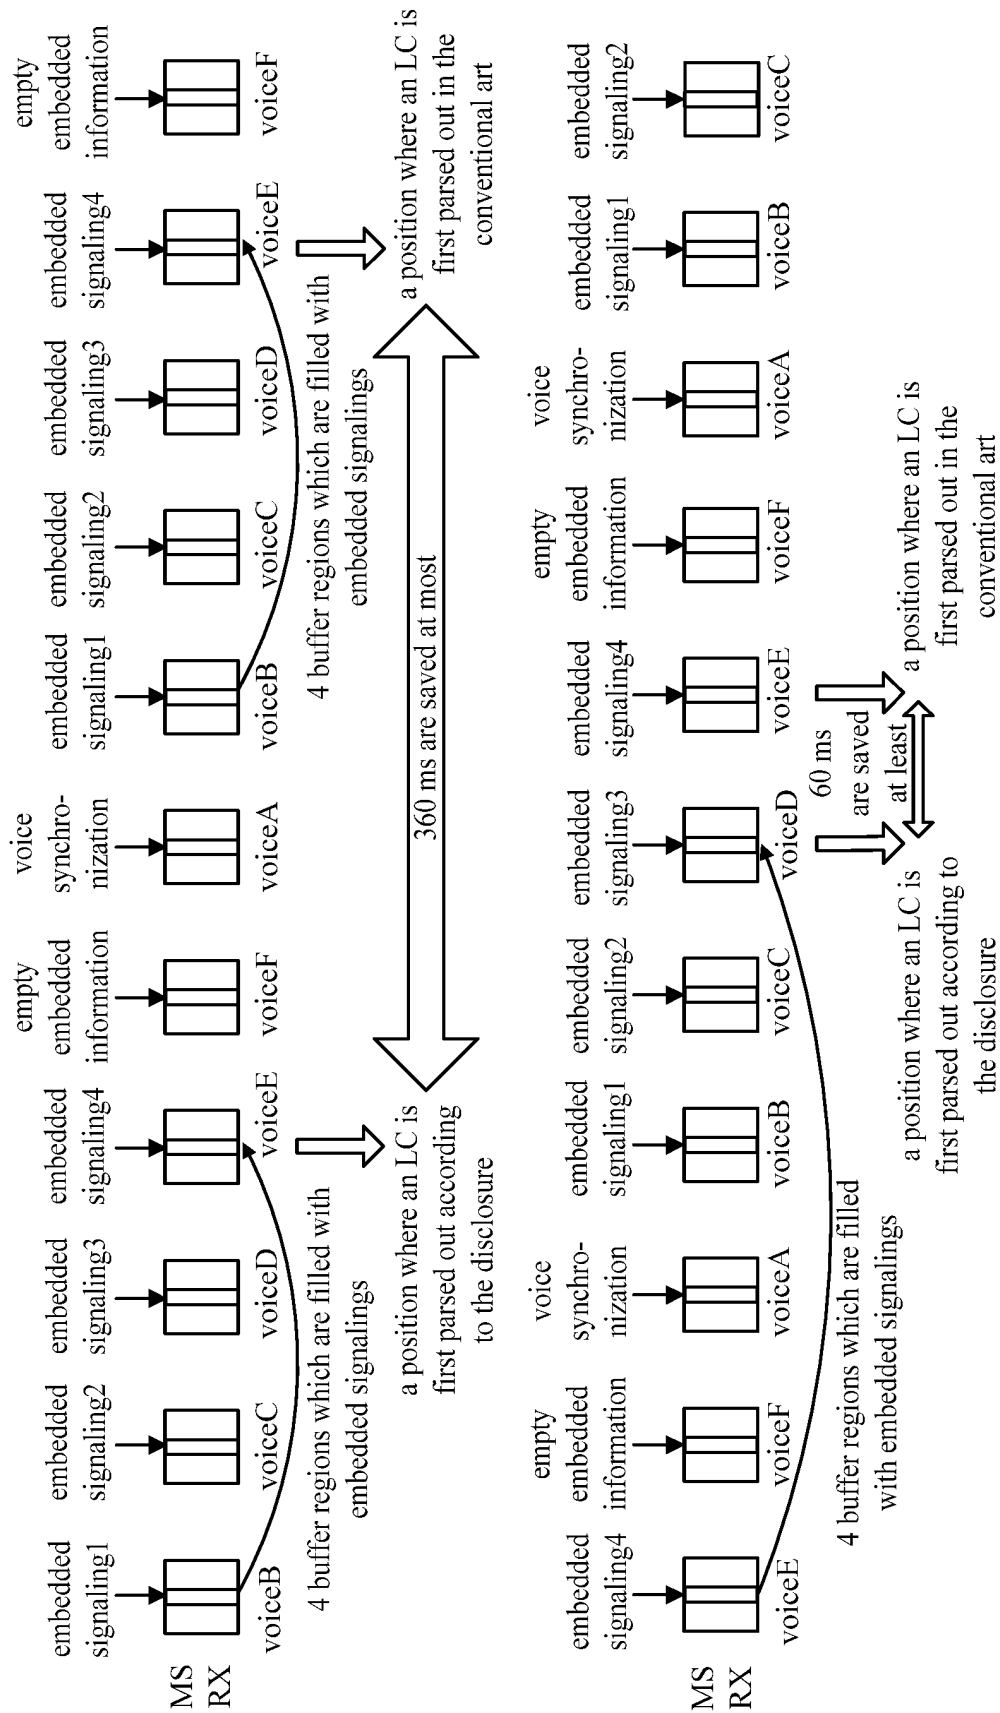 MS
RX
embedded
signaling1
voiceB
embedded
signaling2
voiceC
embedded
signaling3
voiceD
embedded
signaling4
voiceE
empty
embedded
information
voiceF
voice
synchro-
nization
voiceA
embedded
signaling1
voiceB
embedded
signaling2
voiceC
embedded
signaling3
voiceD
embedded
signaling4
voiceE
empty
embedded
information
voiceF
4 buffer regions which are filled with
embedded signalings
4 buffer regions which are filled with
embedded signalings
a position where an LC is
first parsed out according
to the disclosure
360 ms are saved at most
a position where an LC is
first parsed out in the
conventional art
MS
RX
embedded
signaling4
voiceE
empty
embedded
information
voiceF
voice
synchro-
nization
voiceA
embedded
signaling1
voiceB
embedded
signaling2
voiceC
embedded
signaling3
voiceD
embedded
signaling4
voiceE
empty
embedded
information
voiceF
voice
synchro-
nization
voiceA
embedded
signaling1
voiceB
embedded
signaling2
voiceC
4 buffer regions which are filled
with embedded signalings
60 ms
are saved
at least
a position where an LC is
first parsed out according to
the disclosure
a position where an LC is
first parsed out in the
conventional art